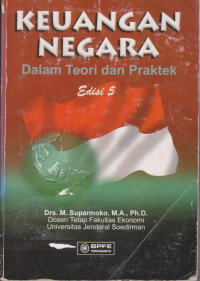 KEUANGAN
NEGARA
Dalam Teori dan Praktek
Edisi 5
Drs. M. Suparmoko, M.A., Ph.D.
Dosen Tetap Fakultas Ekonomi
Universitas Jenderal Soedirman
BPFE
YOGYAKARTA